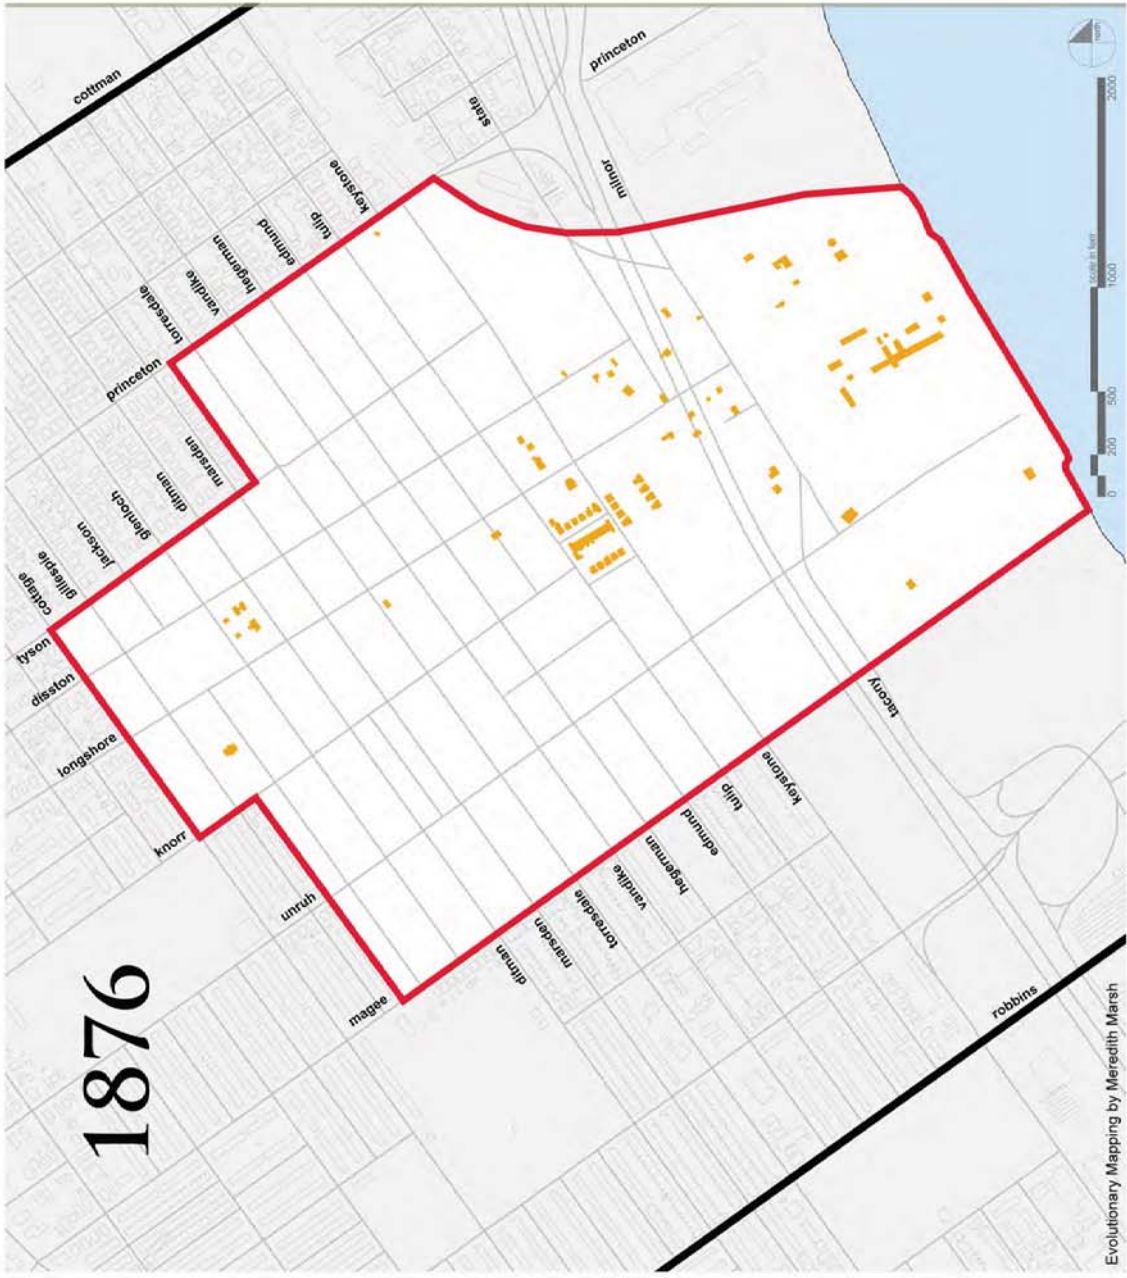 cottman
princeton
state
milnor
keystone
tulip
edmund
hegerman
vandike
torresdale
princeton
marsden
ditman
glenloch
jackson
gillespie
cottage
tyson
disston
longshore
knorr
unruh
magee
1876
ditman
marsden
torresdale
vandike
hegerman
edmund
tulip
keystone
tacony
robbins
north
scale in feet
0 200 500 1000 2000
Evolutionary Mapping by Meredith Marsh